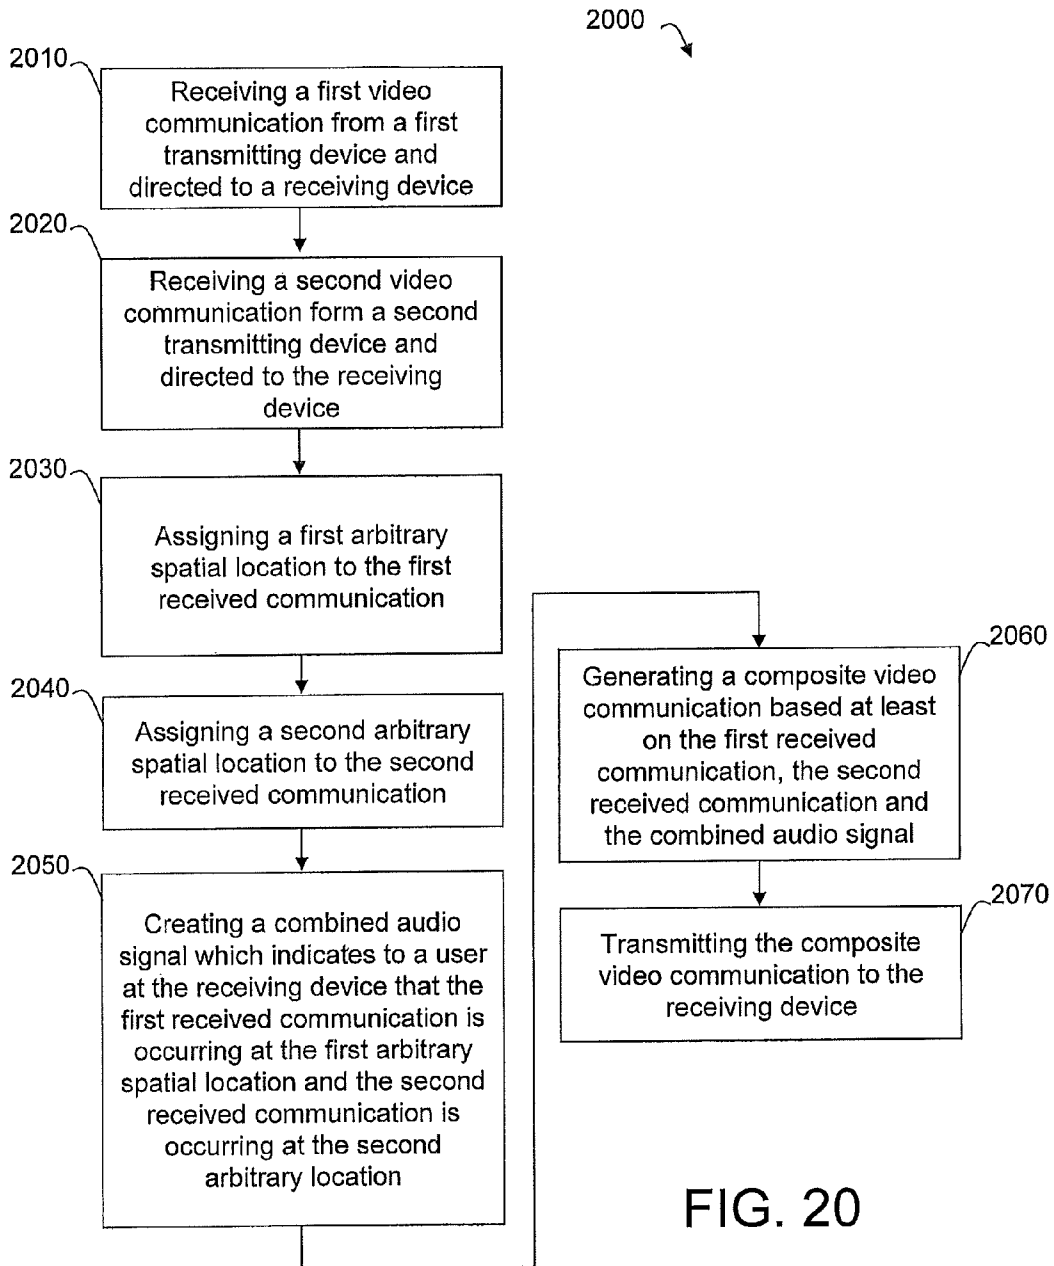 2000
2010
Receiving a first video
communication from a first
transmitting device and
directed to a receiving device
2020
Receiving a second video
communication form a second
transmitting device and
directed to the receiving
device
2030
Assigning a first arbitrary
spatial location to the first
received communication
2040
Assigning a second arbitrary
spatial location to the second
received communication
2050
Creating a combined audio
signal which indicates to a user
at the receiving device that the
first received communication is
occurring at the first arbitrary
spatial location and the second
received communication is
occurring at the second
arbitrary location
2060
Generating a composite video
communication based at least
on the first received
communication, the second
received communication and
the combined audio signal
2070
Transmitting the composite
video communication to the
receiving device
FIG. 20